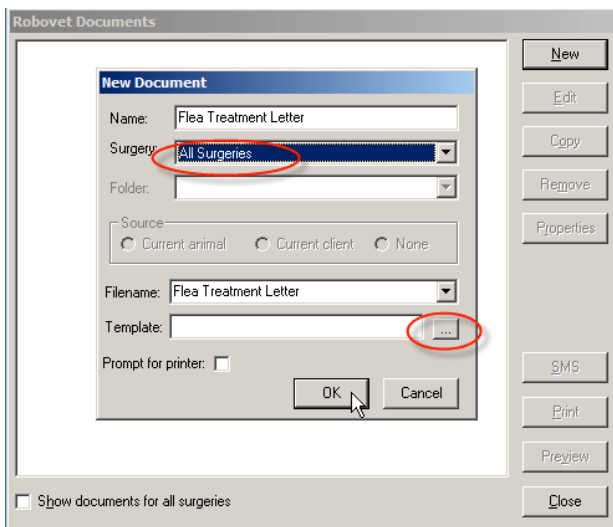 Robovet Documents
New
New Document
Edit
Name: Flea Treatment Letter
Copy
Surgery: All Surgeries
Remove
Folder:
Properties
Source
Current animal Current client None
Filename: Flea Treatment Letter
Template: ...
Prompt for printer:
SMS
OK Cancel
Print
Preview
Show documents for all surgeries
Close